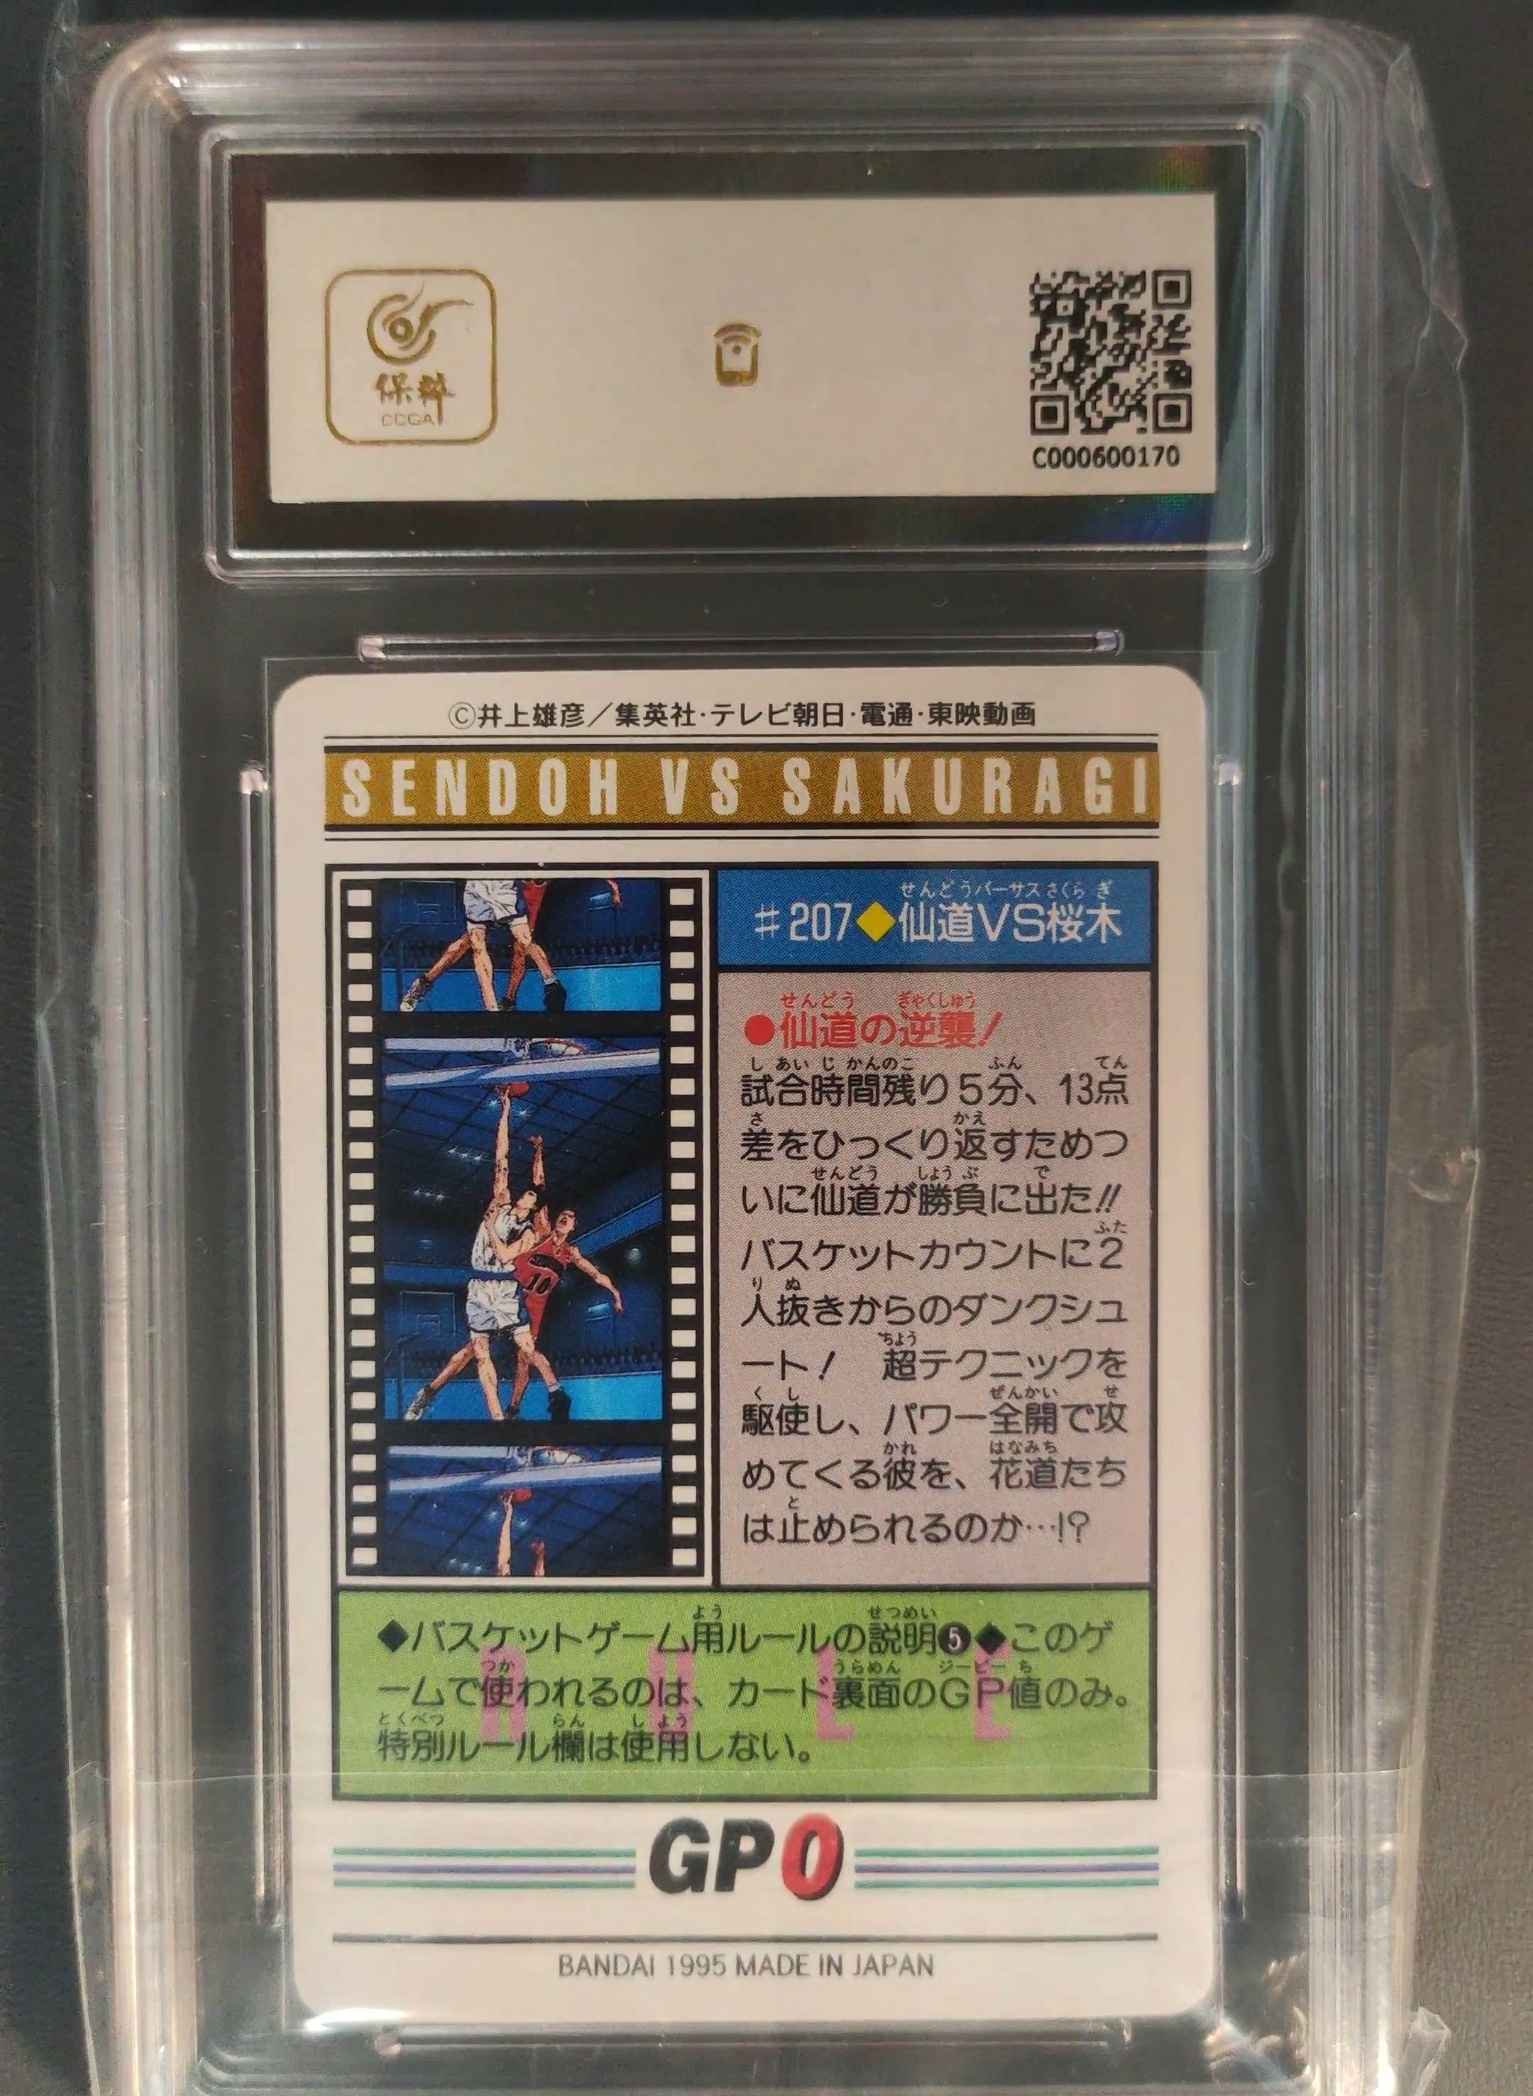 保粹
CCGA
C000600170
©井上雄彦/集英社・テレビ朝日・電通・東映動画
SENDOH VS SAKURAGI
せんどうバーサスさくらぎ
#207◆仙道VS桜木
せんどう ぎゃくしゅう
●仙道の逆襲!
しあいじかんのこ ふん てん
試合時間残り5分、13点
さ かえ
差をひっくり返すためつ
せんどう しょうぶ で
いに仙道が勝負に出た!!
ふた
バスケットカウントに2
りぬ
人抜きからのダンクシュ
ちょう
ート! 超テクニックを
くし ぜんかい せ
駆使し、パワー全開で攻
かれ はなみち
めてくる彼を、花道たち
と
は止められるのか…!?
10
よう せつめい
◆バスケットゲーム用ルールの説明❺◆このゲ
つか うらめん ジーピーち
ームで使われるのは、カード裏面のGP値のみ。
とくべつ らん しよう
特別ルール欄は使用しない。
RULE
GP0
BANDAI 1995 MADE IN JAPAN